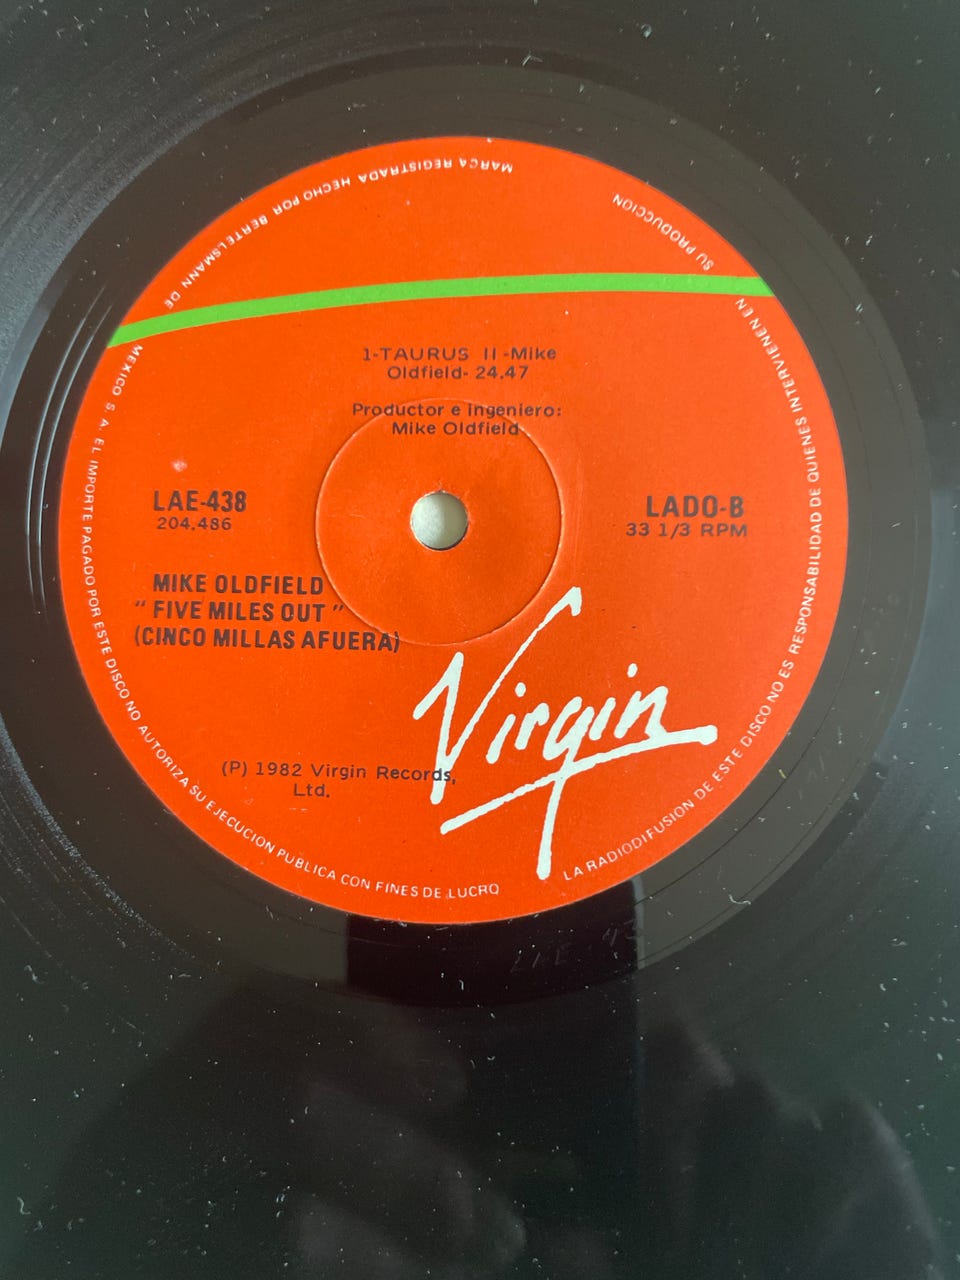 1-TAURUS II -Mike
Oldfield- 24.47
Productor e ingeniero:
Mike Oldfield
LAE-438
204.486
LADO-B
33 1/3 RPM
MIKE OLDFIELD
" FIVE MILES OUT "
(CINCO MILLAS AFUERA)
Virgin
(P) 1982 Virgin Records,
Ltd.
MARCA REGISTRADA HECHO POR BERTELSMANN DE MEXICO S.A. EL IMPORTE PAGADO POR ESTE DISCO NO AUTORIZA SU EJECUCION PUBLICA CON FINES DE LUCRO
LA RADIODIFUSION DE ESTE DISCO NO ES RESPONSABILIDAD DE QUIENES INTERVIENEN EN SU PRODUCCION